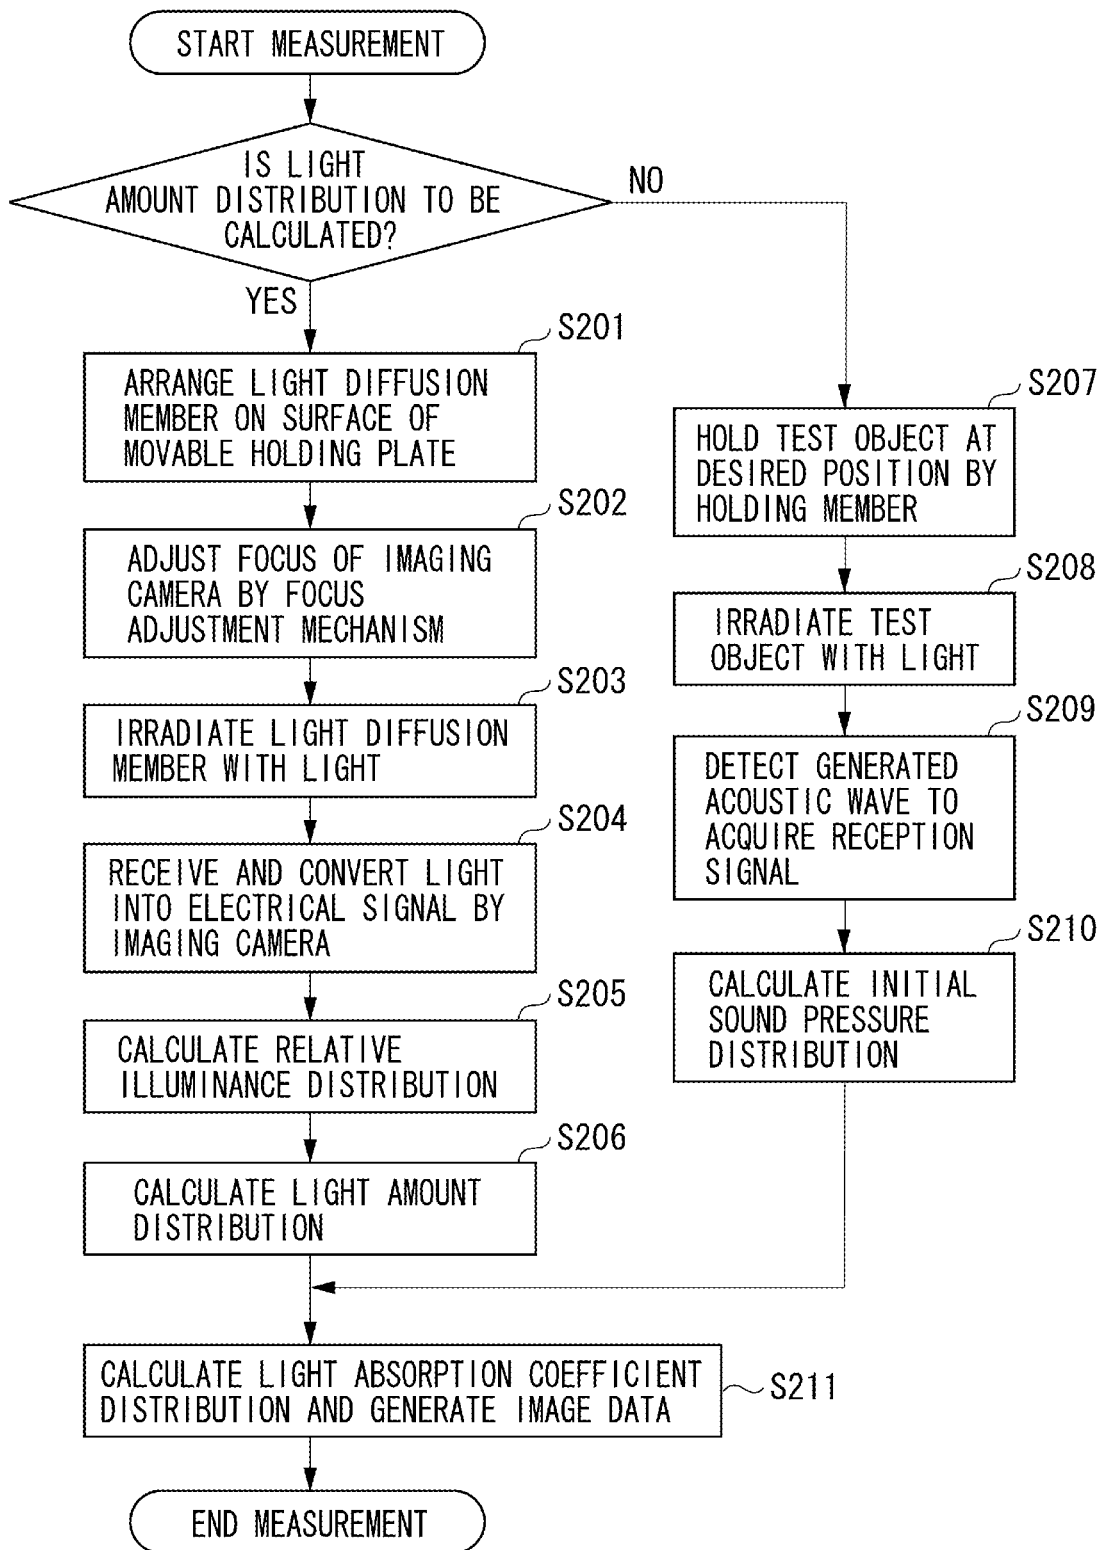 START MEASUREMENT
IS LIGHT
AMOUNT DISTRIBUTION TO BE
CALCULATED?
NO
YES
S201
ARRANGE LIGHT DIFFUSION
MEMBER ON SURFACE OF
MOVABLE HOLDING PLATE
S202
ADJUST FOCUS OF IMAGING
CAMERA BY FOCUS
ADJUSTMENT MECHANISM
S203
IRRADIATE LIGHT DIFFUSION
MEMBER WITH LIGHT
S204
RECEIVE AND CONVERT LIGHT
INTO ELECTRICAL SIGNAL BY
IMAGING CAMERA
S205
CALCULATE RELATIVE
ILLUMINANCE DISTRIBUTION
S206
CALCULATE LIGHT AMOUNT
DISTRIBUTION
S207
HOLD TEST OBJECT AT
DESIRED POSITION BY
HOLDING MEMBER
S208
IRRADIATE TEST
OBJECT WITH LIGHT
S209
DETECT GENERATED
ACOUSTIC WAVE TO
ACQUIRE RECEPTION
SIGNAL
S210
CALCULATE INITIAL
SOUND PRESSURE
DISTRIBUTION
CALCULATE LIGHT ABSORPTION COEFFICIENT
DISTRIBUTION AND GENERATE IMAGE DATA
S211
END MEASUREMENT